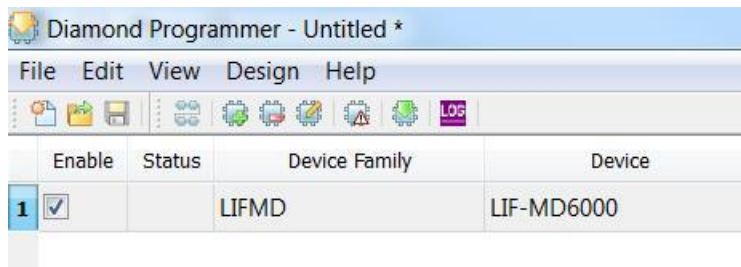 Diamond Programmer - Untitled *
File Edit View Design Help
LOG
Enable Status Device Family Device
1 LIFMD LIF-MD6000